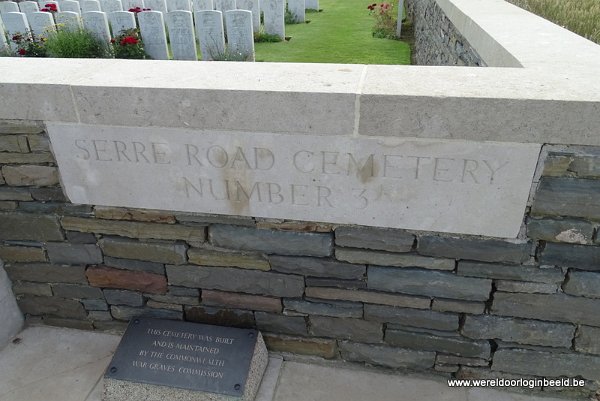 SERRE ROAD CEMETERY
NUMBER 3
THIS CEMETERY WAS BUILT
AND IS MAINTAINED
BY THE COMMONWEALTH
WAR GRAVES COMMISSION
www.wereldoorloginbeeld.be